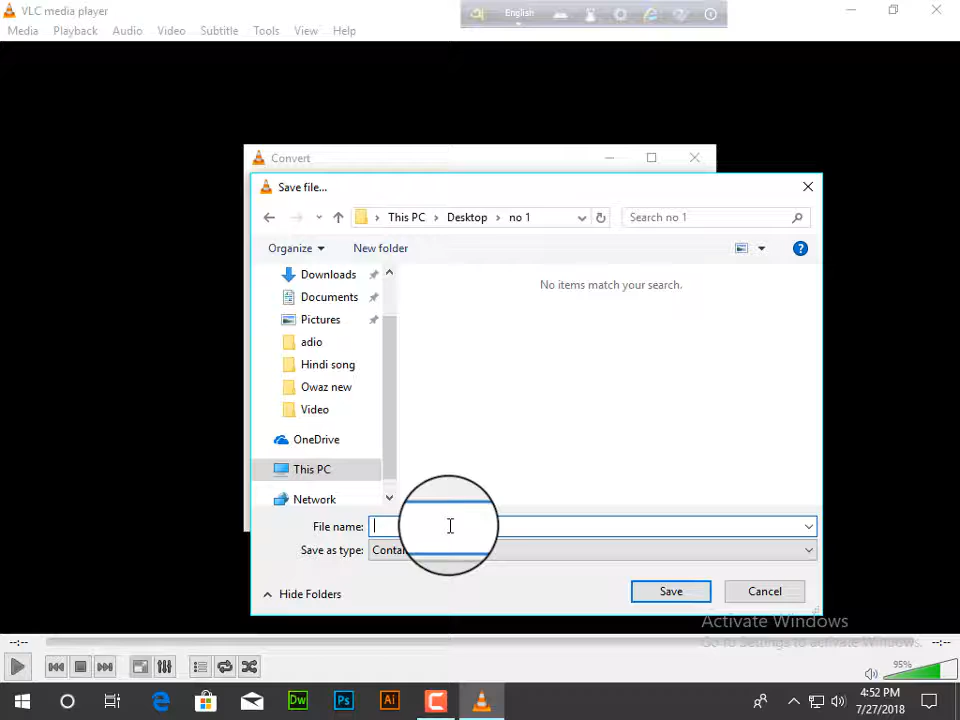 VLC media player
English
Media Playback Audio Video Subtitle Tools View Help
Convert
Save file...
This PC Desktop no 1
Search no 1
Organize New folder
Downloads
Documents
Pictures
adio
Hindi song
Owaz new
Video
OneDrive
This PC
Network
No items match your search.
File name:
Save as type:
Hide Folders
Save Cancel
Activate Windows
Go to Settings to activate Windows.
--:-- --:--
95%
Dw Ps Ai
4:52 PM
7/27/2018